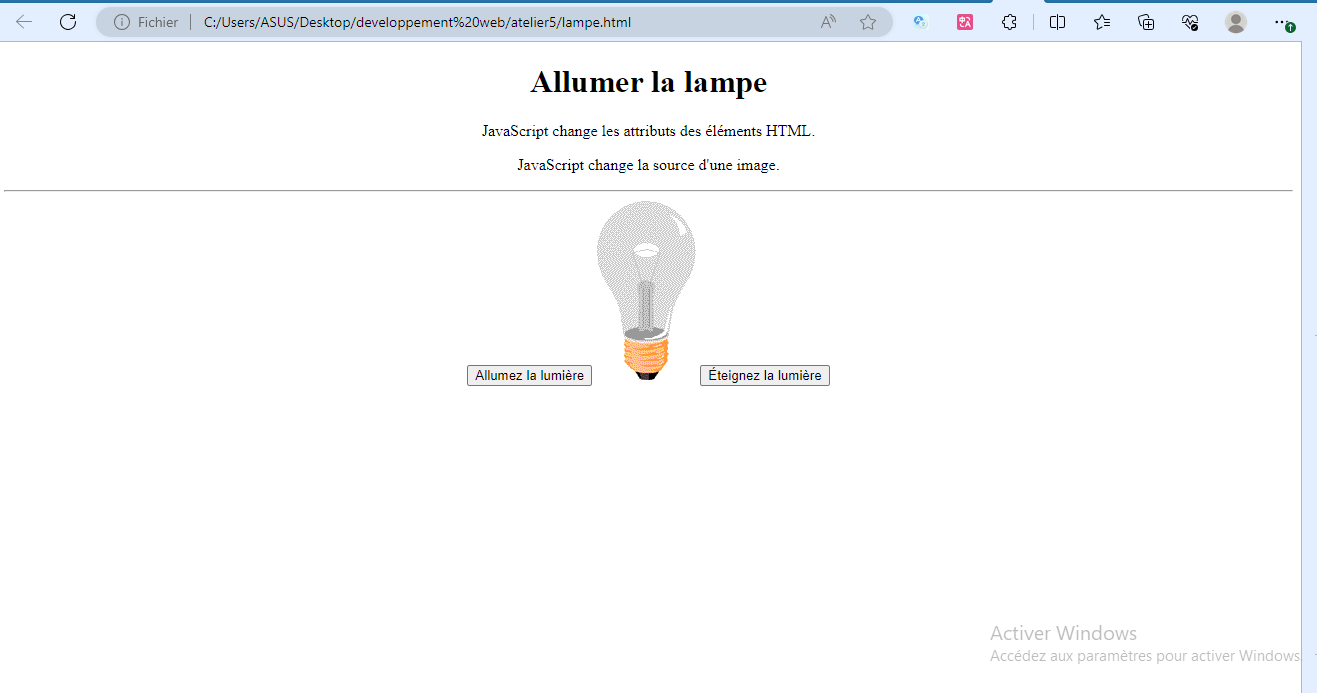 Fichier C:/Users/ASUS/Desktop/developpement%20web/atelier5/lampe.html
Allumer la lampe
JavaScript change les attributs des éléments HTML.
JavaScript change la source d'une image.
Allumez la lumière Éteignez la lumière
Activer Windows
Accédez aux paramètres pour activer Windows.